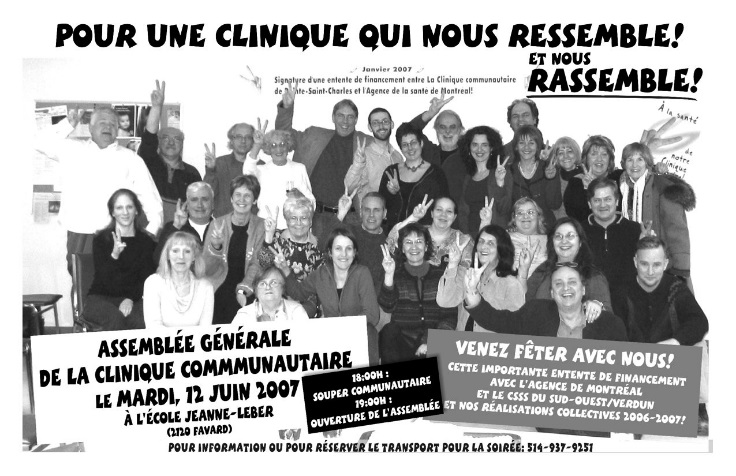 POUR UNE CLINIQUE QUI NOUS RESSEMBLE!
ET NOUS
RASSEMBLE!
Janvier 2007
Signature d'une entente de financement entre La Clinique communautaire
de Pointe-Saint-Charles et l'Agence de la santé de Montréal!
À la santé
de
notre
Clinique
ASSEMBLÉE GÉNÉRALE
DE LA CLINIQUE COMMMUNAUTAIRE
LE MARDI, 12 JUIN 2007
À L'ÉCOLE JEANNE-LEBER
(2120 FAVARD)
18:00H :
SOUPER COMMUNAUTAIRE
19:00H :
OUVERTURE DE L'ASSEMBLÉE
VENEZ FÊTER AVEC NOUS!
CETTE IMPORTANTE ENTENTE DE FINANCEMENT
AVEC L'AGENCE DE MONTRÉAL
ET LE CSSS DU SUD-OUEST/VERDUN
ET NOS RÉALISATIONS COLLECTIVES 2006-2007!
POUR INFORMATION OU POUR RÉSERVER LE TRANSPORT POUR LA SOIRÉE: 514-937-9251